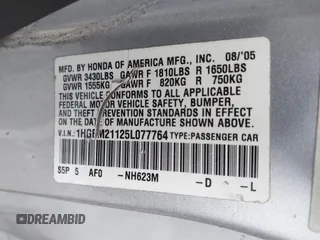 MFD. BY HONDA OF AMERICA MFG., INC. 08/'05
GVWR 3430LBS GAWR F 1810LBS R 1650LBS
GVWR 1555KG GAWR F 820KG R 750KG
THIS VEHICLE CONFORMS TO ALL APPLICABLE
FEDERAL MOTOR VEHICLE SAFETY, BUMPER,
AND THEFT PREVENTION STANDARDS IN EFFECT
ON THE DATE OF MANUFACTURE SHOWN ABOVE.
V.I.N.: TYPE:PASSENGER CAR
S5P 5 AF0 -NH623M -D -L
DREAMBID